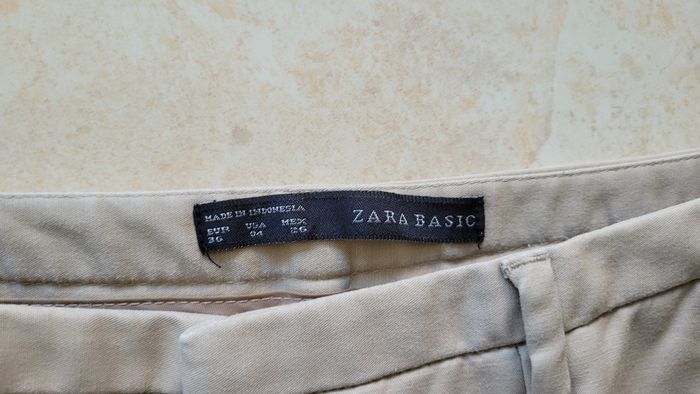 MADE IN INDONESIA
EUR USA MEX
36 04 26
ZARA BASIC